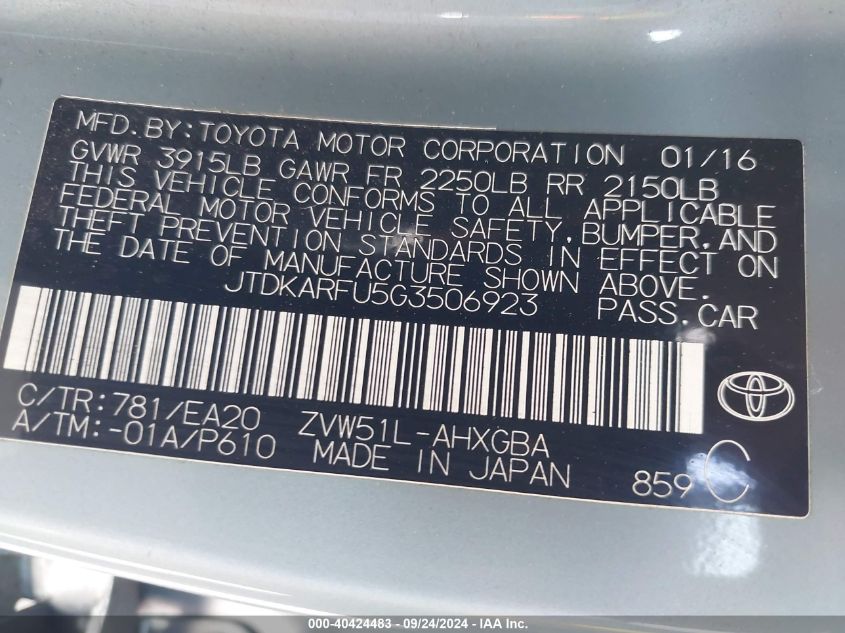 MFD.BY:TOYOTA MOTOR CORPORATION 01/16
GVWR 3915LB GAWR FR 2250LB RR 2150LB
THIS VEHICLE CONFORMS TO ALL APPLICABLE
FEDERAL MOTOR VEHICLE SAFETY,BUMPER,AND
THEFT PREVENTION STANDARDS IN EFFECT ON
THE DATE OF MANUFACTURE SHOWN ABOVE.
JTDKARFU5G3506923 PASS.CAR
C/TR:781/EA20 ZVW51L-AHXGBA
A/TM:-01A/P610 MADE IN JAPAN 859 C
000-40424483 - 09/24/2024 - IAA Inc.